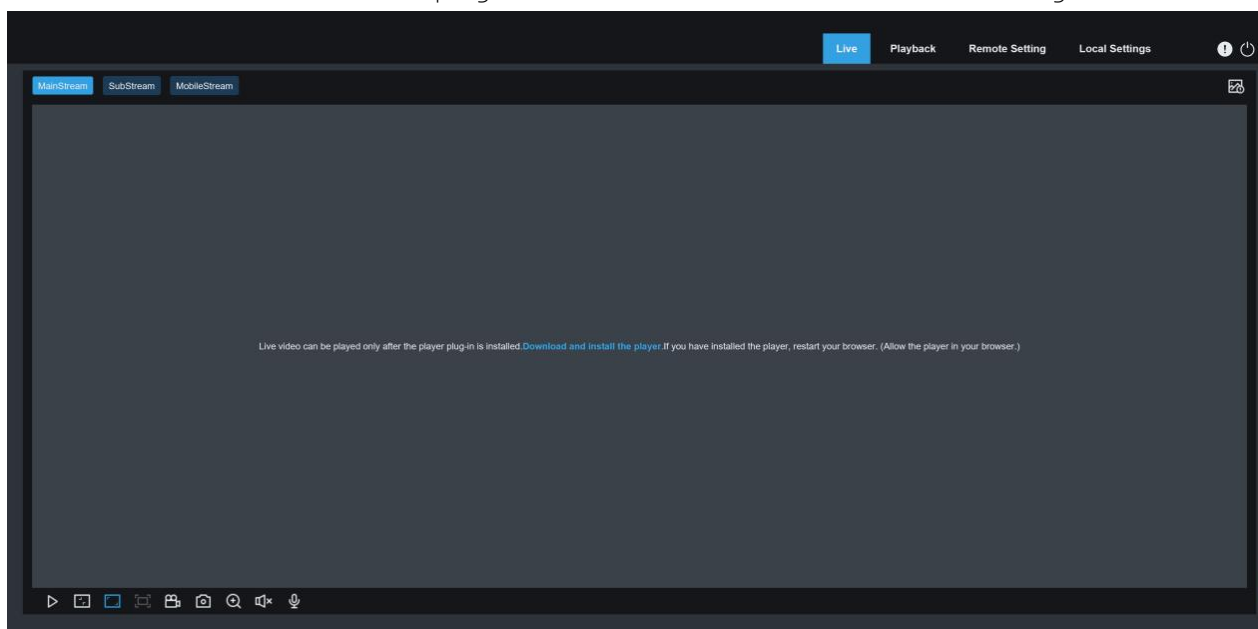 Live Playback Remote Setting Local Settings
MainStream SubStream MobileStream
Live video can be played only after the player plug-in is installed.Download and install the player.If you have installed the player, restart your browser. (Allow the player in your browser.)